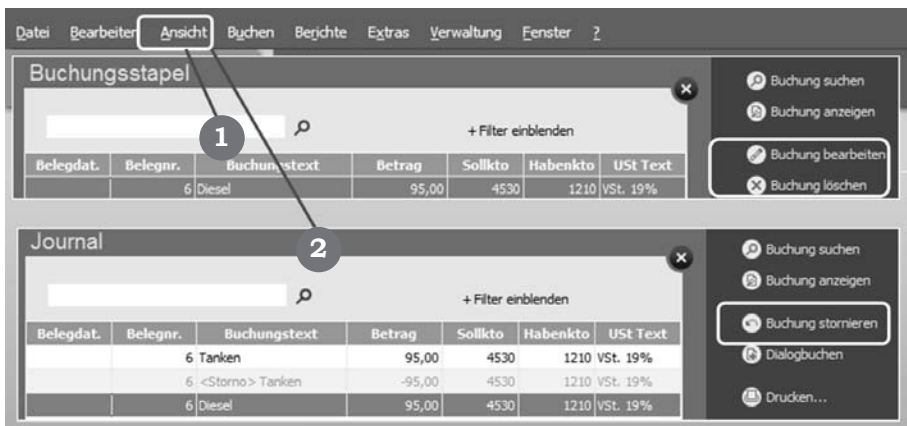 Datei Bearbeiten Ansicht Buchen Berichte Extras Verwaltung Fenster ?
Buchungsstapel
+ Filter einblenden
1
Belegdat. Belegnr. Buchungstext Betrag Sollkto Habenkto USt Text
6 Diesel 95,00 4530 1210 VSt. 19%
Buchung suchen
Buchung anzeigen
Buchung bearbeiten
Buchung löschen
Journal
2
+ Filter einblenden
Belegdat. Belegnr. Buchungstext Betrag Sollkto Habenkto USt Text
6 Tanken 95,00 4530 1210 VSt. 19%
6 <Storno> Tanken -95,00 4530 1210 VSt. 19%
6 Diesel 95,00 4530 1210 VSt. 19%
Buchung suchen
Buchung anzeigen
Buchung stornieren
Dialogbuchen
Drucken...